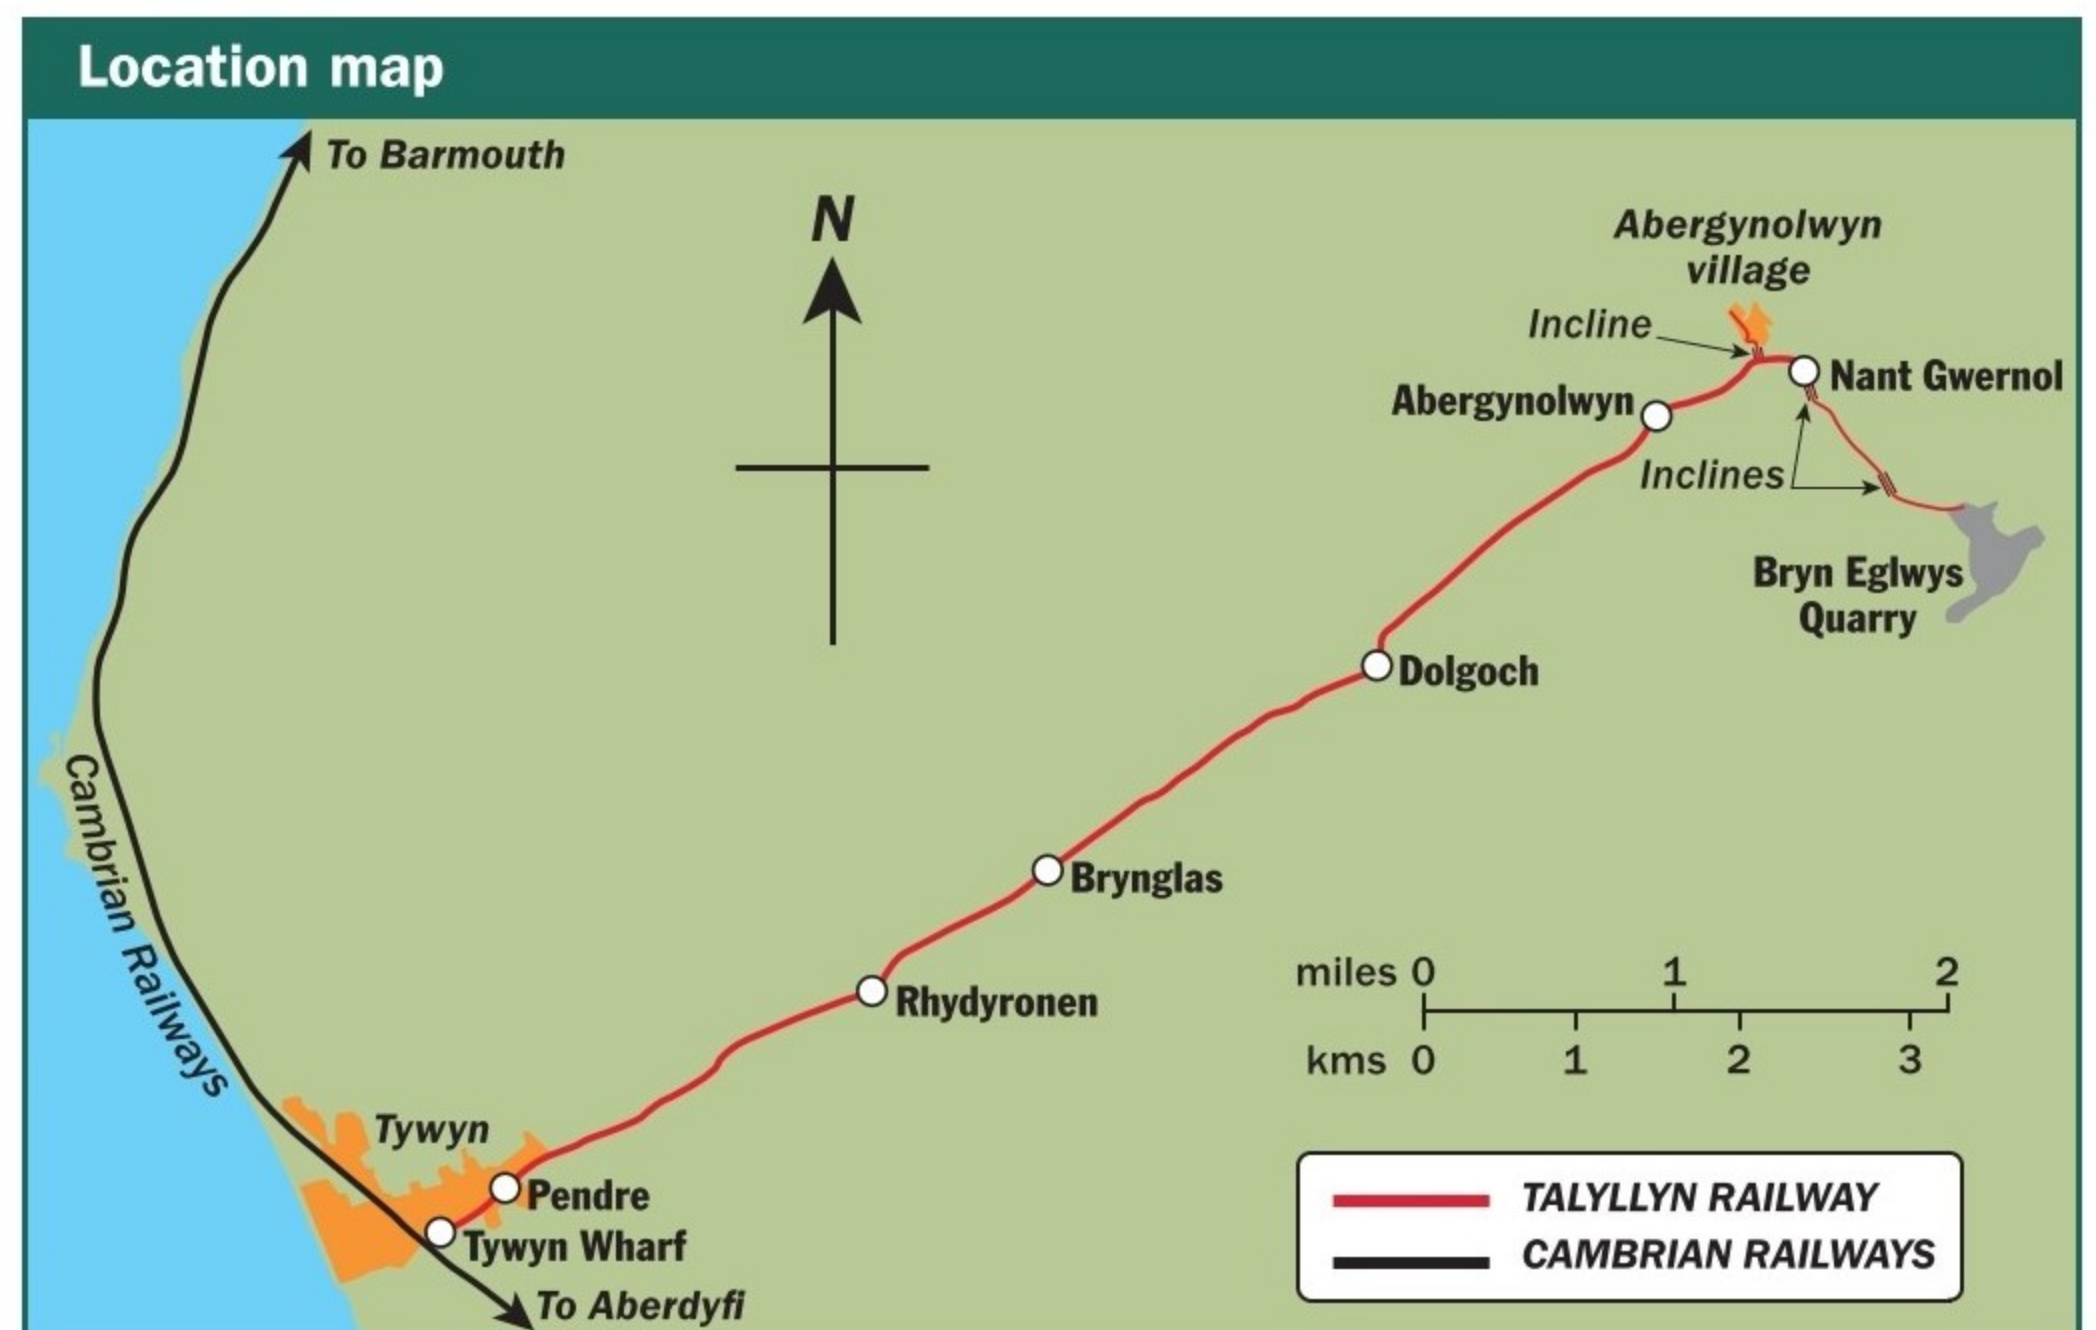 Location map
To Barmouth
N
Abergynolwyn
village
Incline
Nant Gwernol
Abergynolwyn
Inclines
Bryn Eglwys
Quarry
Dolgoch
Cambrian Railways
Brynglas
Rhydyronen
miles 0 1 2
kms 0 1 2 3
Tywyn
Pendre
Tywyn Wharf
To Aberdyfi
TALYLLYN RAILWAY
CAMBRIAN RAILWAYS